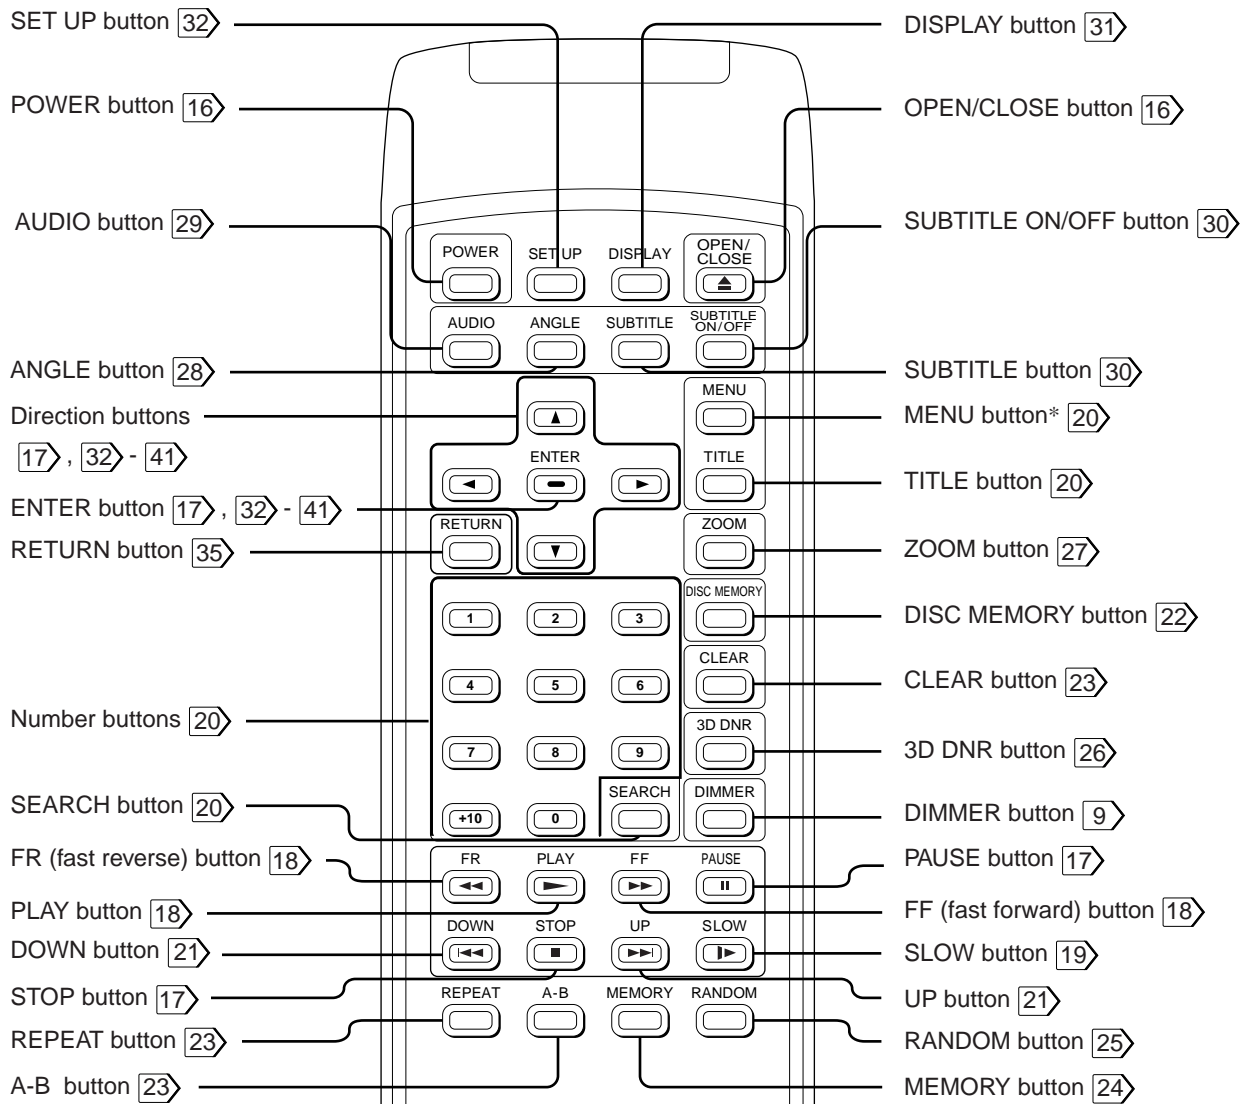 SET UP button 32
POWER button 16
AUDIO button 29
ANGLE button 28
Direction buttons
17 , 32 - 41
ENTER button 17 , 32 - 41
RETURN button 35
Number buttons 20
SEARCH button 20
FR (fast reverse) button 18
PLAY button 18
DOWN button 21
STOP button 17
REPEAT button 23
A-B button 23
POWER SET UP DISPLAY OPEN/
CLOSE
AUDIO ANGLE SUBTITLE SUBTITLE
ON/OFF
MENU
ENTER TITLE
RETURN ZOOM
DISC MEMORY
1 2 3
CLEAR
4 5 6
3D DNR
7 8 9
SEARCH DIMMER
+10 0
FR PLAY FF PAUSE
DOWN STOP UP SLOW
REPEAT A-B MEMORY RANDOM
DISPLAY button 31
OPEN/CLOSE button 16
SUBTITLE ON/OFF button 30
SUBTITLE button 30
MENU button* 20
TITLE button 20
ZOOM button 27
DISC MEMORY button 22
CLEAR button 23
3D DNR button 26
DIMMER button 9
PAUSE button 17
FF (fast forward) button 18
SLOW button 19
UP button 21
RANDOM button 25
MEMORY button 24